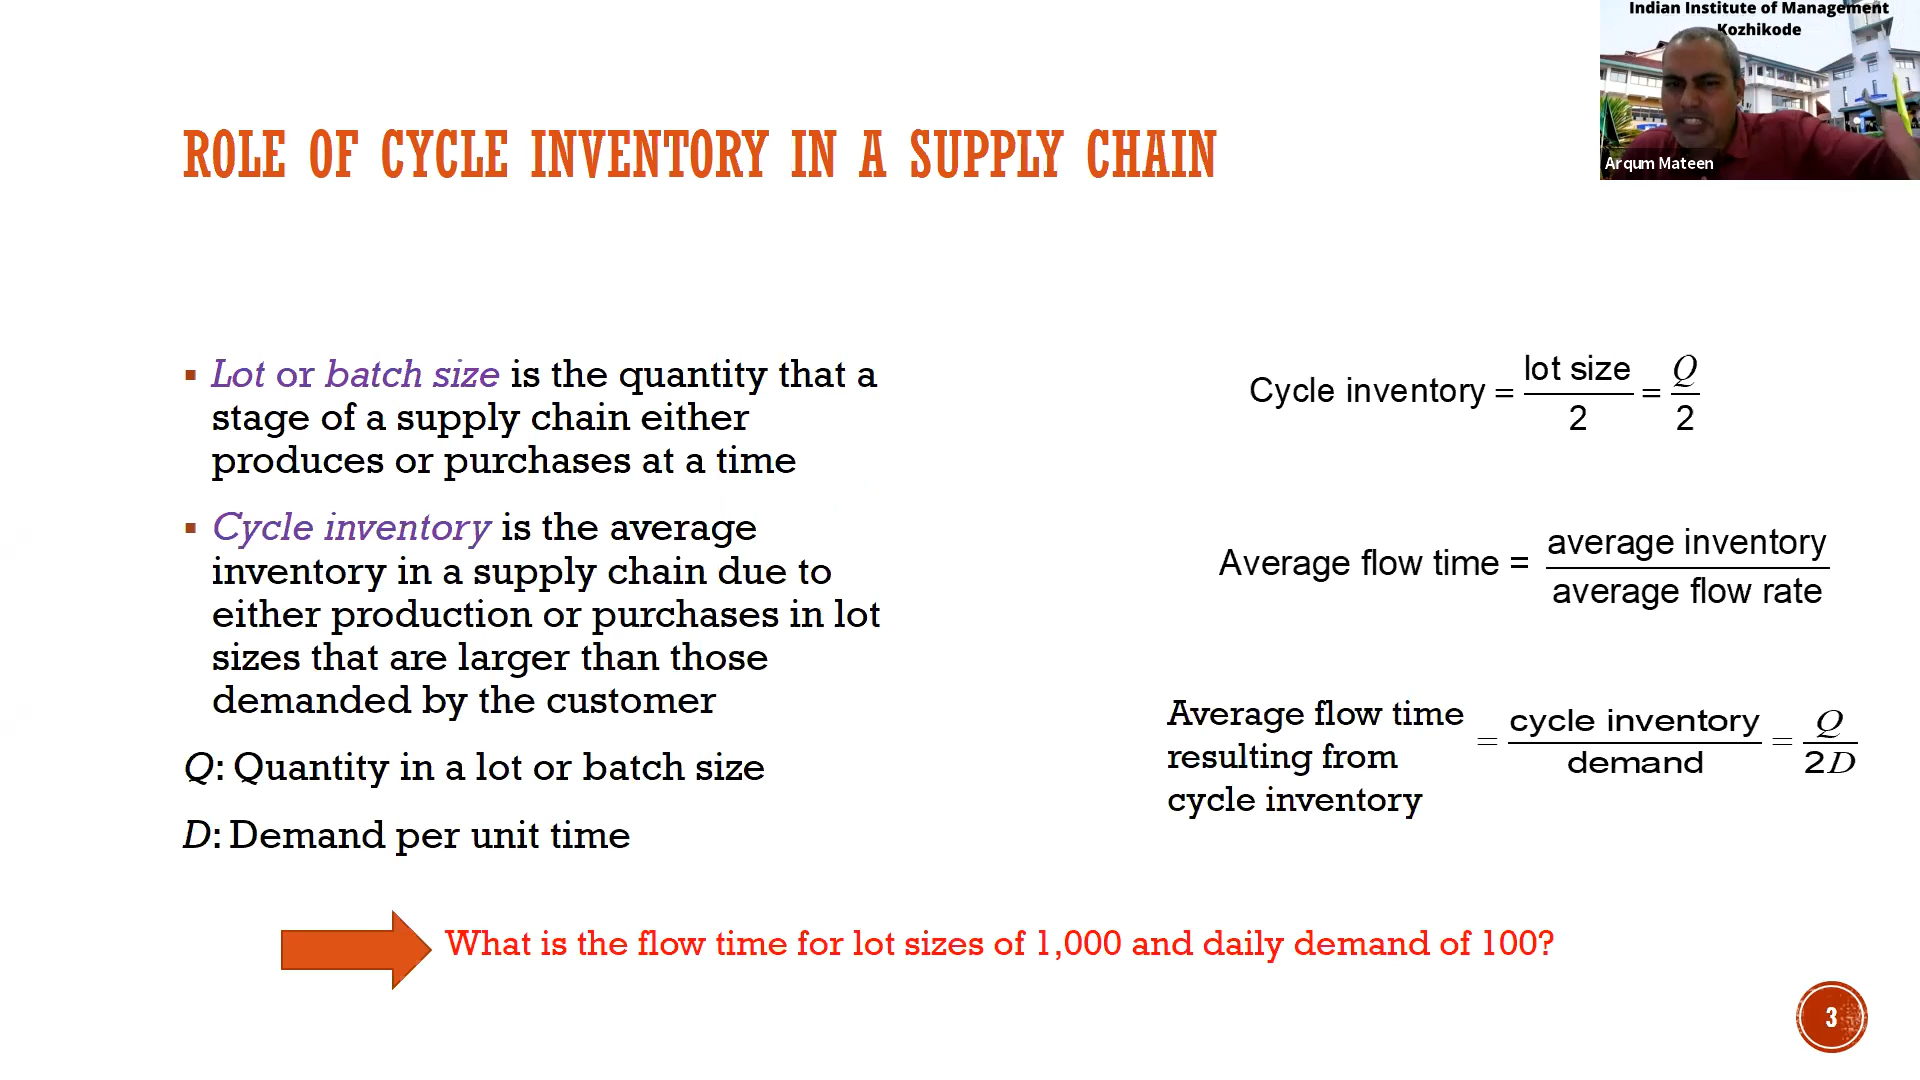 Indian Institute of Management
Kozhikode
Arqum Mateen
ROLE OF CYCLE INVENTORY IN A SUPPLY CHAIN
▪ Lot or batch size is the quantity that a
stage of a supply chain either
produces or purchases at a time
▪ Cycle inventory is the average
inventory in a supply chain due to
either production or purchases in lot
sizes that are larger than those
demanded by the customer
Q: Quantity in a lot or batch size
D: Demand per unit time
Cycle inventory = lot size / 2 = Q / 2
Average flow time = average inventory / average flow rate
Average flow time
resulting from
cycle inventory
= cycle inventory / demand = Q / 2D
What is the flow time for lot sizes of 1,000 and daily demand of 100?
3